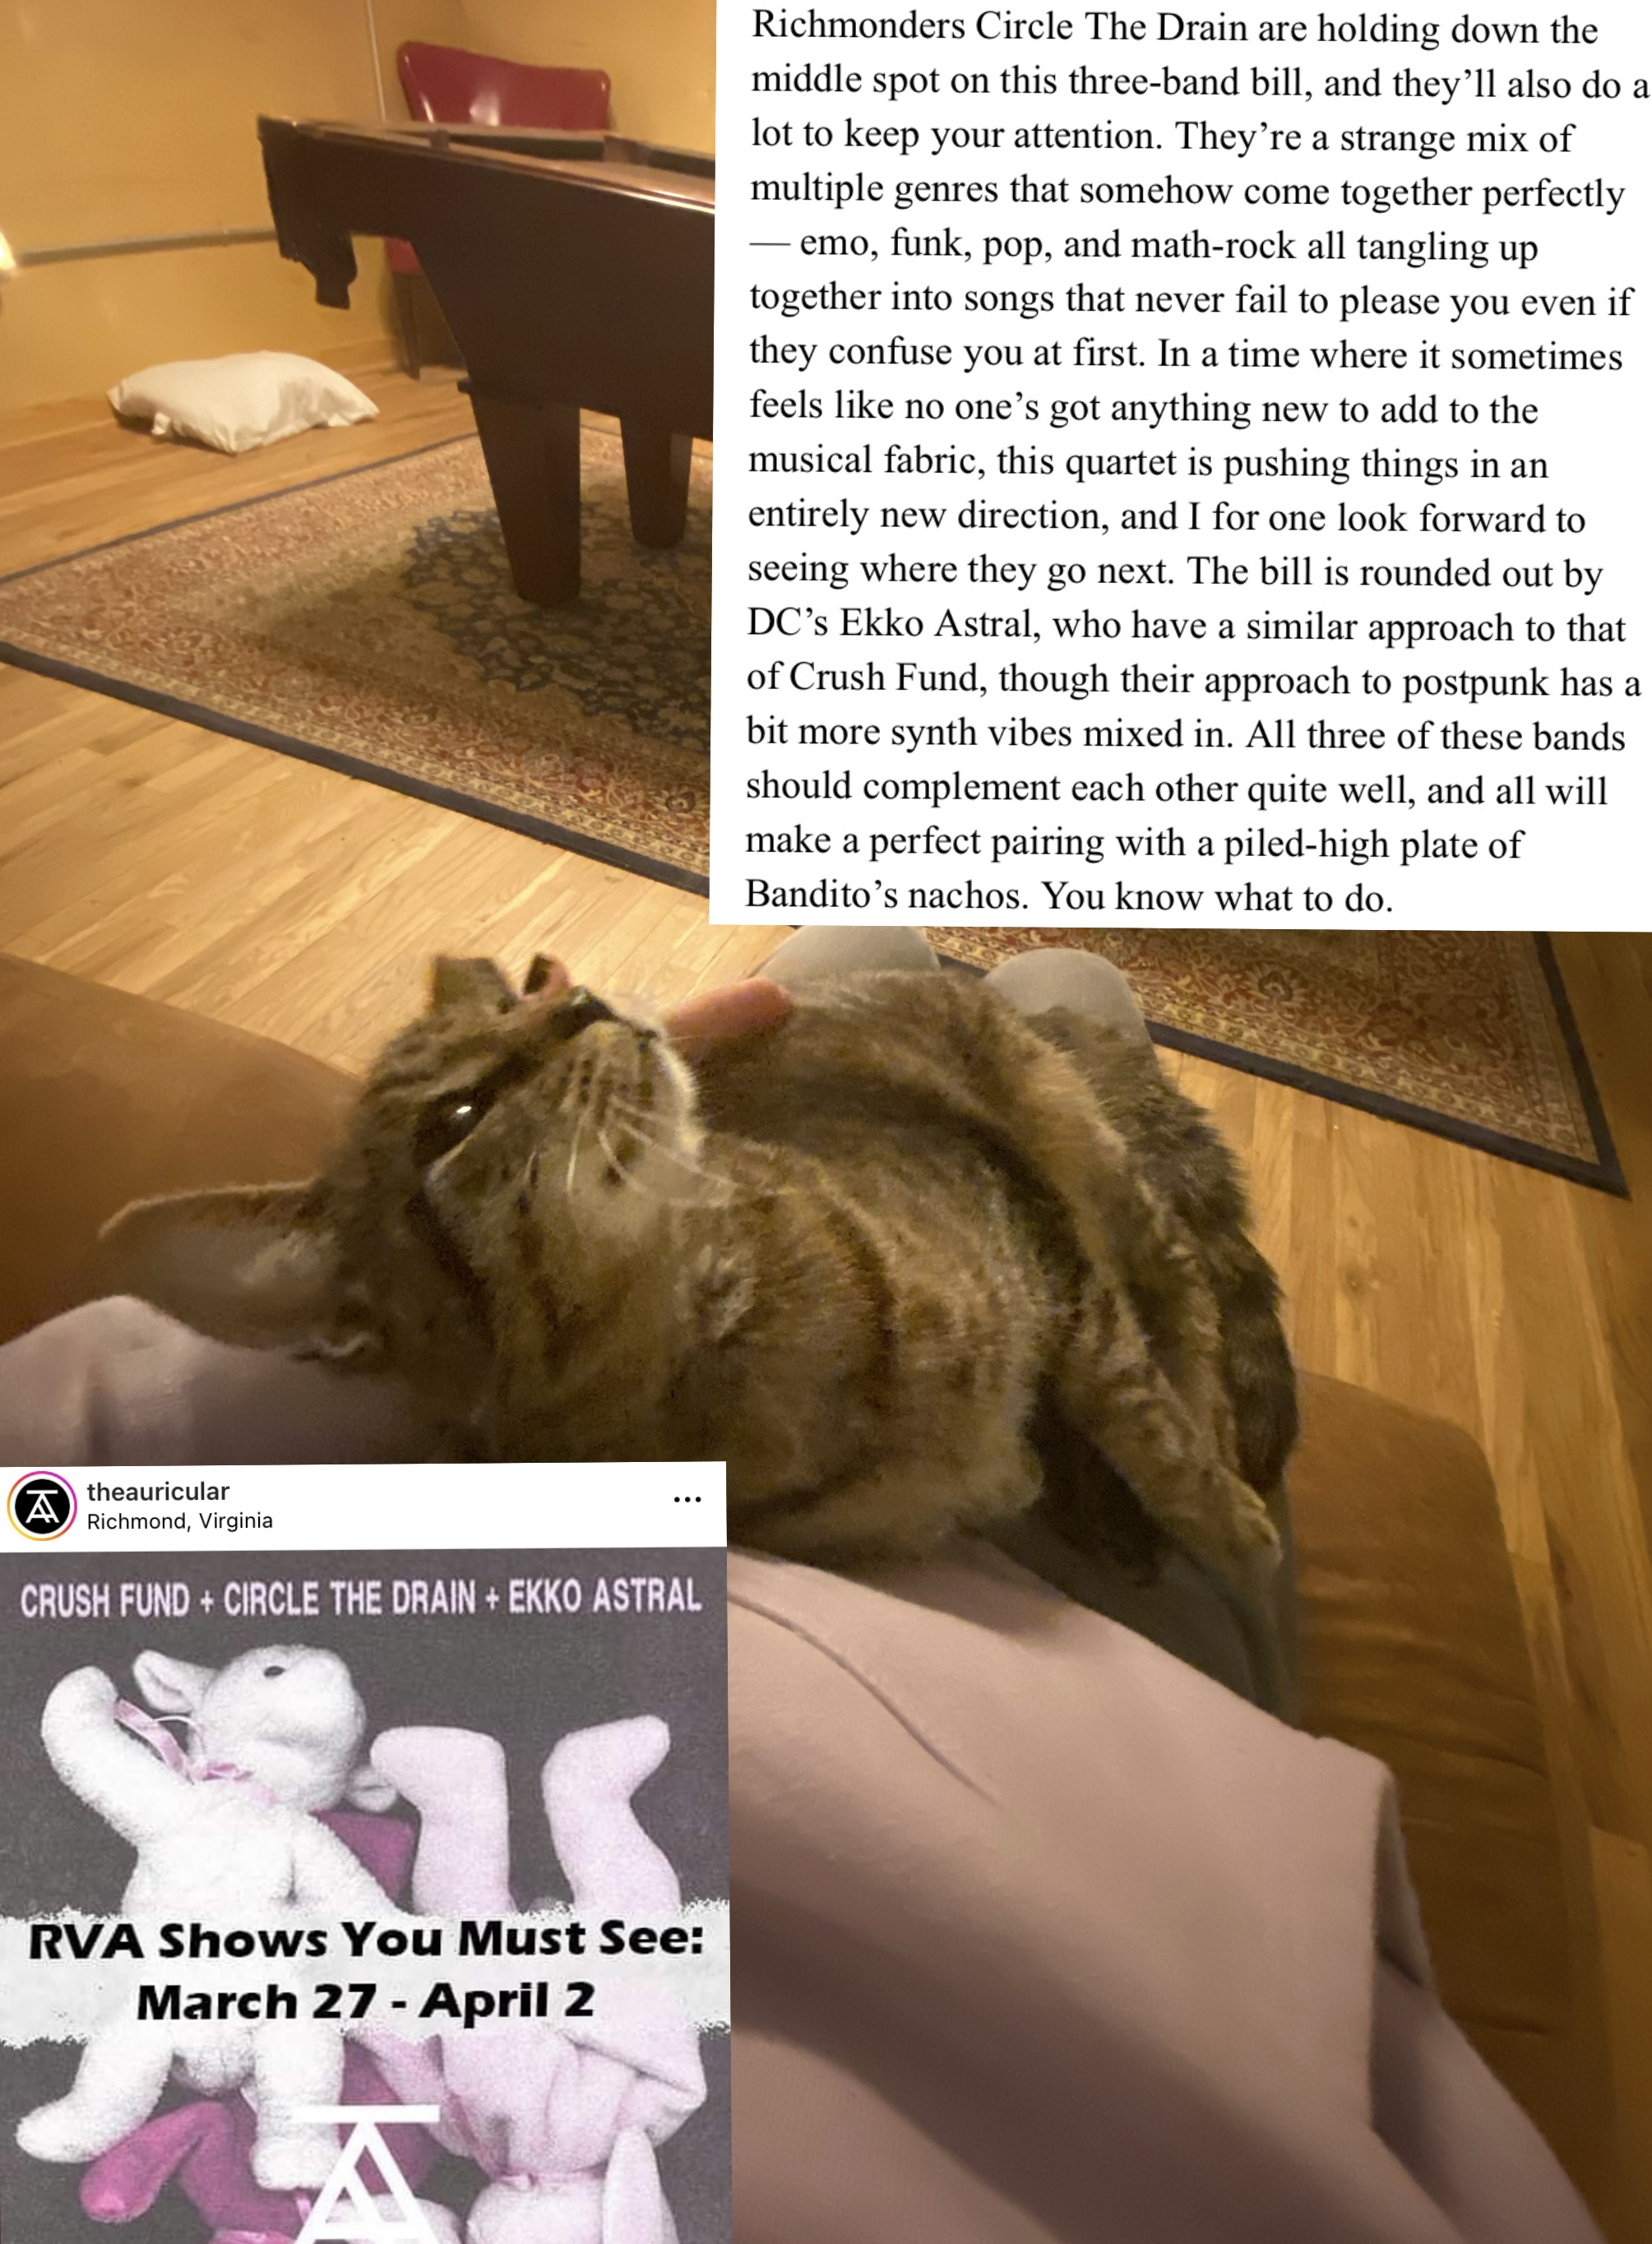 Richmonders Circle The Drain are holding down the
middle spot on this three-band bill, and they’ll also do a
lot to keep your attention. They’re a strange mix of
multiple genres that somehow come together perfectly
— emo, funk, pop, and math-rock all tangling up
together into songs that never fail to please you even if
they confuse you at first. In a time where it sometimes
feels like no one’s got anything new to add to the
musical fabric, this quartet is pushing things in an
entirely new direction, and I for one look forward to
seeing where they go next. The bill is rounded out by
DC’s Ekko Astral, who have a similar approach to that
of Crush Fund, though their approach to postpunk has a
bit more synth vibes mixed in. All three of these bands
should complement each other quite well, and all will
make a perfect pairing with a piled-high plate of
Bandito’s nachos. You know what to do.
theauricular
Richmond, Virginia
CRUSH FUND + CIRCLE THE DRAIN + EKKO ASTRAL
RVA Shows You Must See:
March 27 - April 2